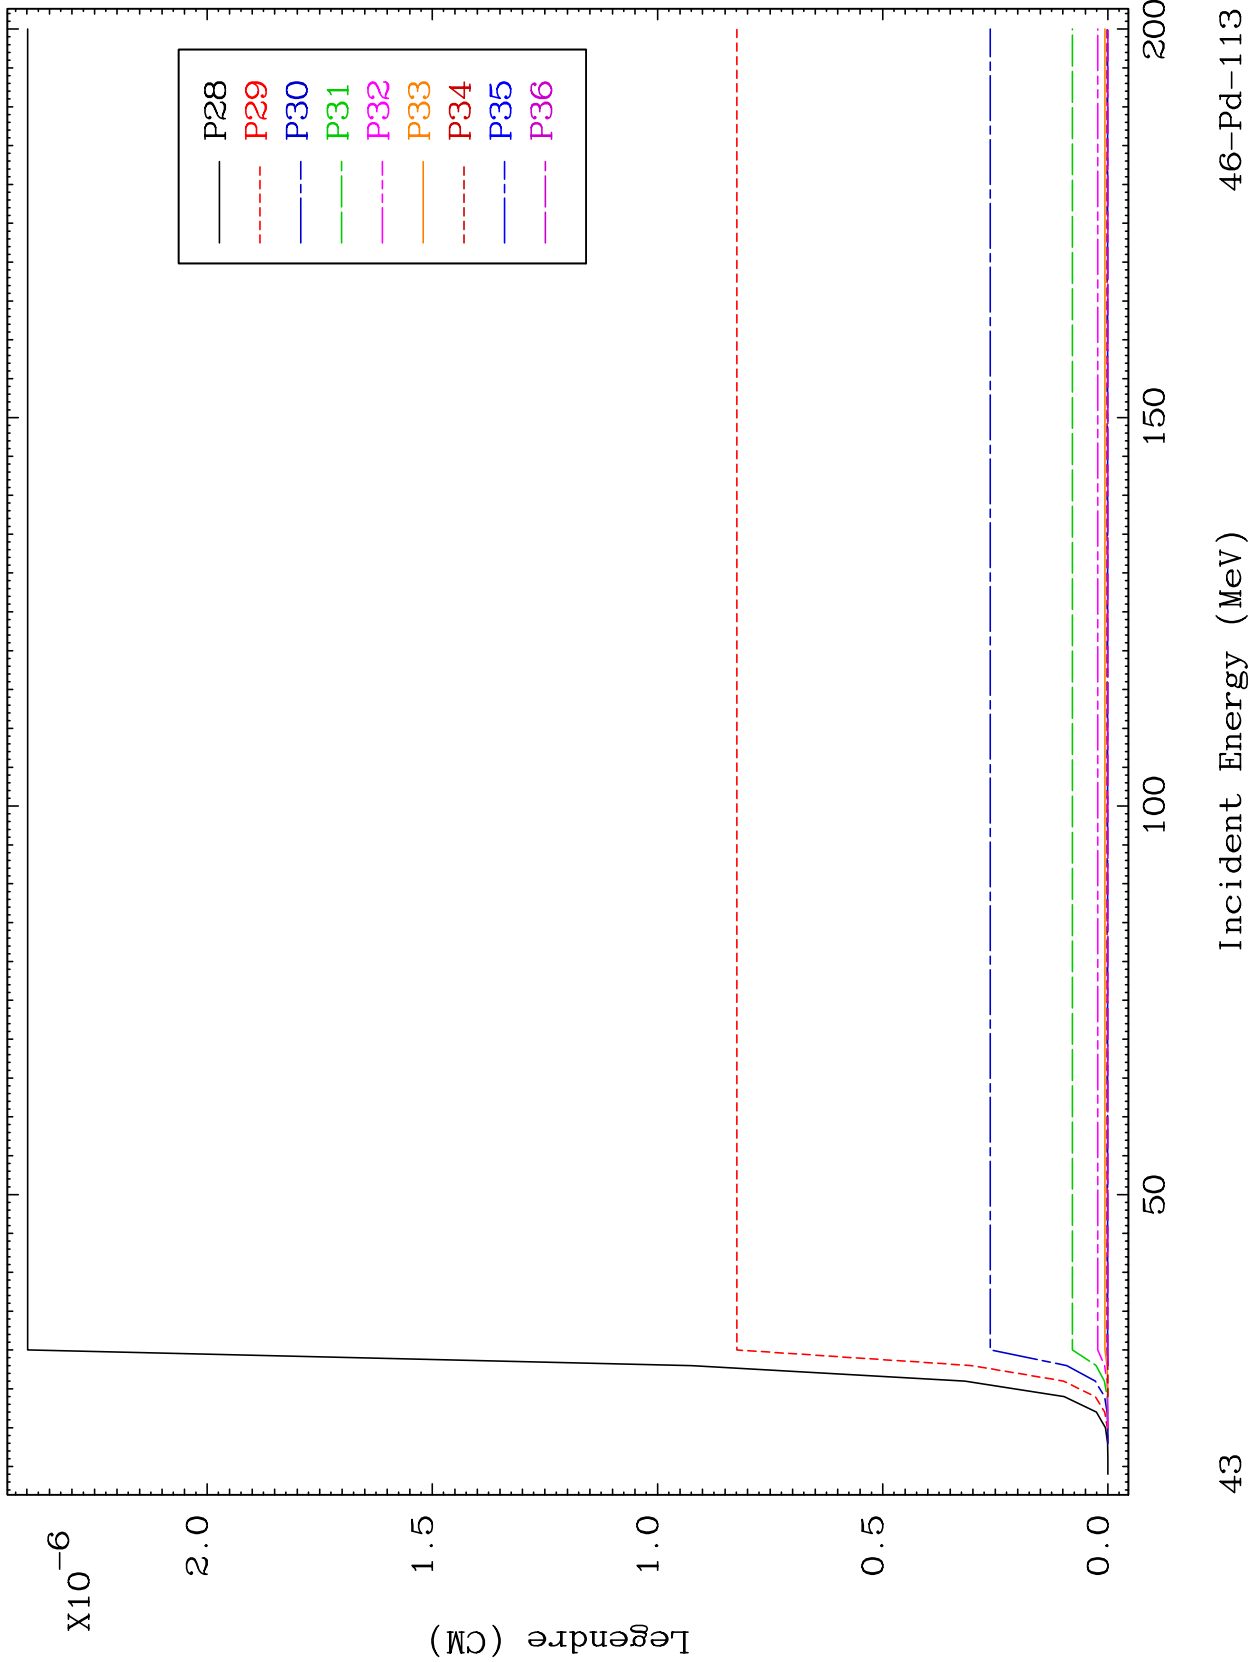 X10-6
Legendre (CM)
2.0
1.5
1.0
0.5
0.0
P28
P29
P30
P31
P32
P33
P34
P35
P36
50
100
150
200
43
Incident Energy (MeV)
46-Pd-113